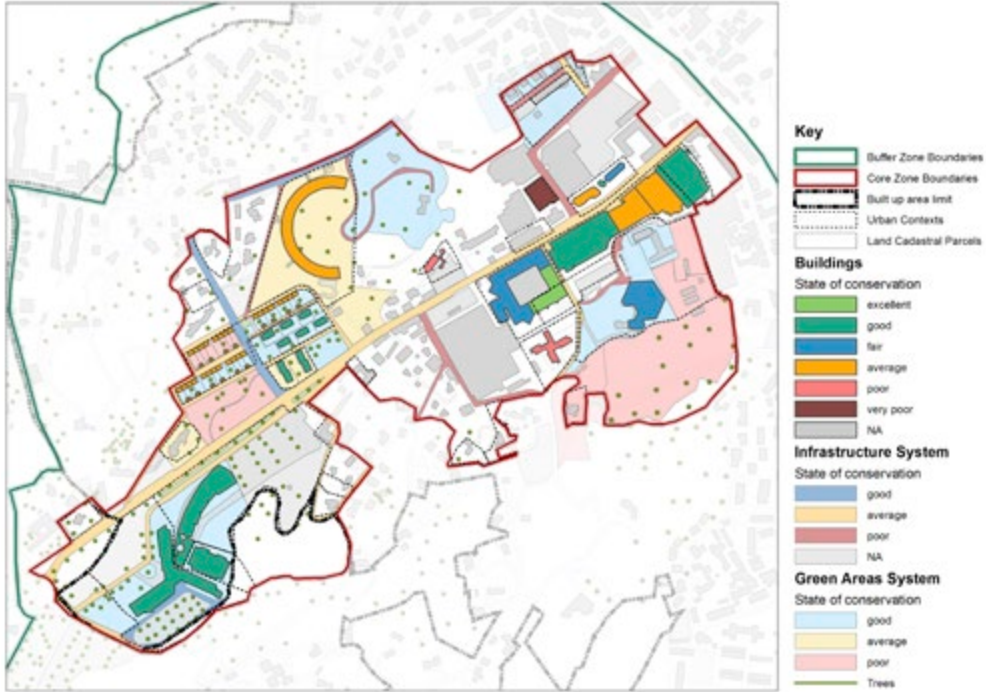 Key
Buffer Zone Boundaries
Core Zone Boundaries
Built up area limit
Urban Contexts
Land Cadastral Parcels
Buildings
State of conservation
excellent
good
fair
average
poor
very poor
NA
Infrastructure System
State of conservation
good
average
poor
NA
Green Areas System
State of conservation
good
average
poor
Trees